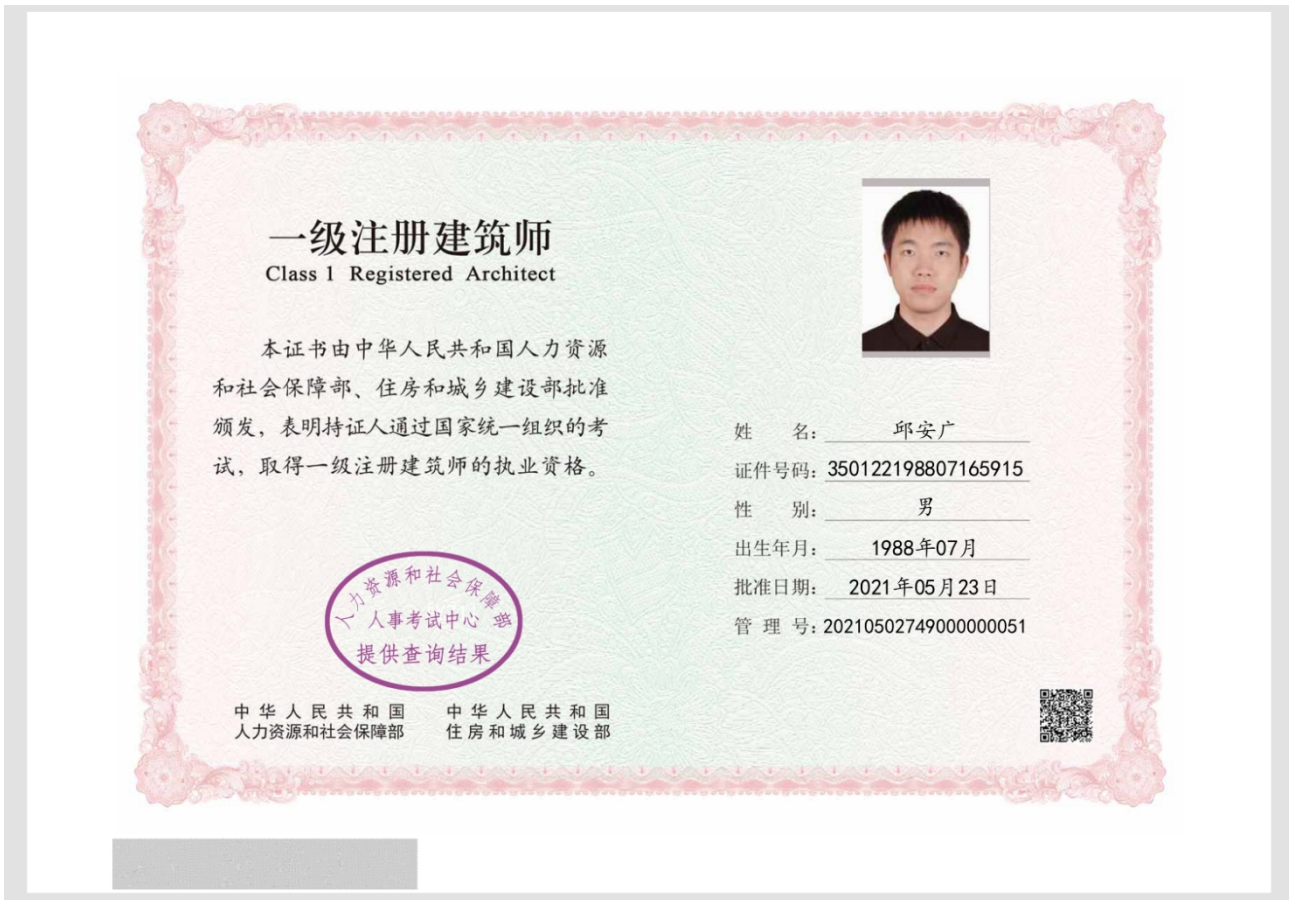 一级注册建筑师
Class 1 Registered Architect
本证书由中华人民共和国人力资源
和社会保障部、住房和城乡建设部批准
颁发，表明持证人通过国家统一组织的考
试，取得一级注册建筑师的执业资格。
人力资源和社会保障部
人事考试中心
提供查询结果
中华人民共和国
人力资源和社会保障部
中华人民共和国
住房和城乡建设部
姓 名： 邱安广
证件号码：350122198807165915
性 别： 男
出生年月： 1988年07月
批准日期： 2021年05月23日
管 理 号：20210502749000000051